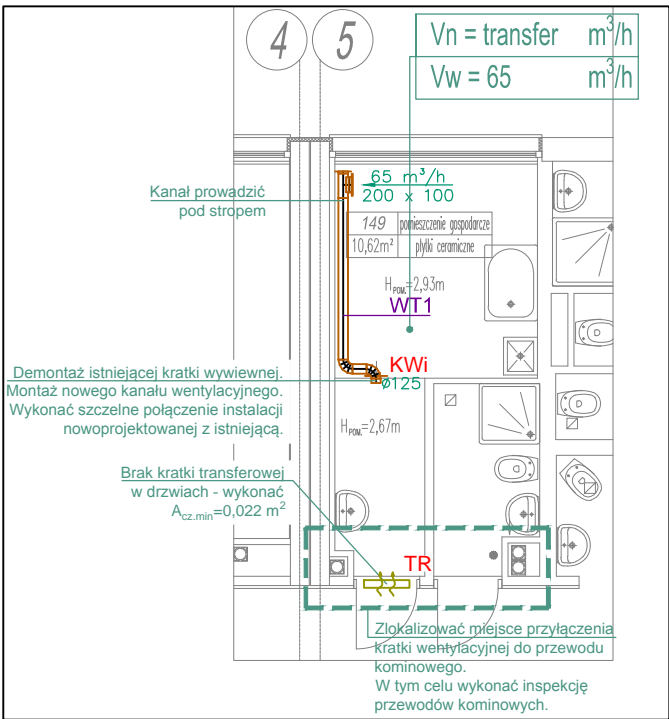 4 5
Vn = transfer m³/h
Vw = 65 m³/h
Kanał prowadzić
pod stropem
65 m³/h
200 x 100
149 pomieszczenie gospodarcze
10,62m² płytki ceramiczne
H POM.=2,93m
WT1
KWi
ø125
Demontaż istniejącej kratki wywiewnej.
Montaż nowego kanału wentylacyjnego.
Wykonać szczelne połączenie instalacji
nowoprojektowanej z istniejącą.
H POM.=2,67m
Brak kratki transferowej
w drzwiach - wykonać
A cz.min=0,022 m²
TR
Zlokalizować miejsce przyłączenia
kratki wentylacyjnej do przewodu
kominowego.
W tym celu wykonać inspekcję
przewodów kominowych.